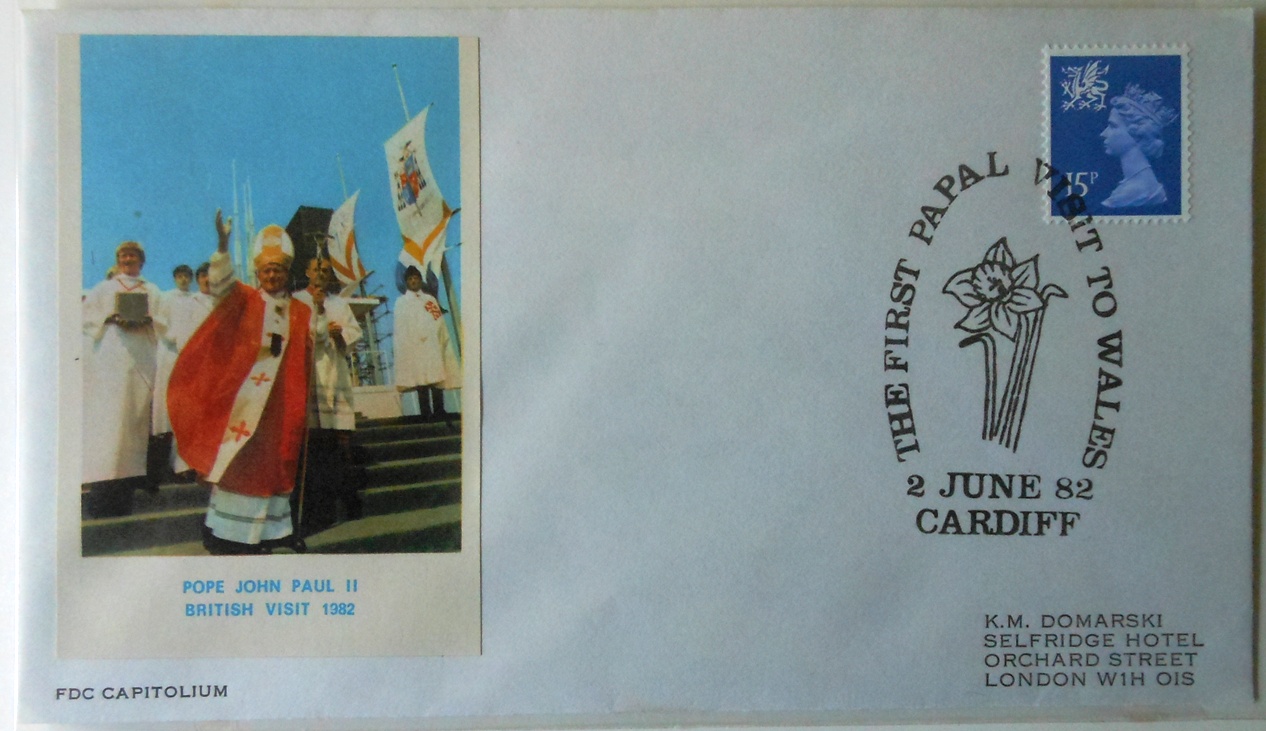 POPE JOHN PAUL II
BRITISH VISIT 1982
FDC CAPITOLIUM
15P
THE FIRST PAPAL VISiT TO WALES
2 JUNE 82
CARDIFF
K.M. DOMARSKI
SELFRIDGE HOTEL
ORCHARD STREET
LONDON W1H OIS